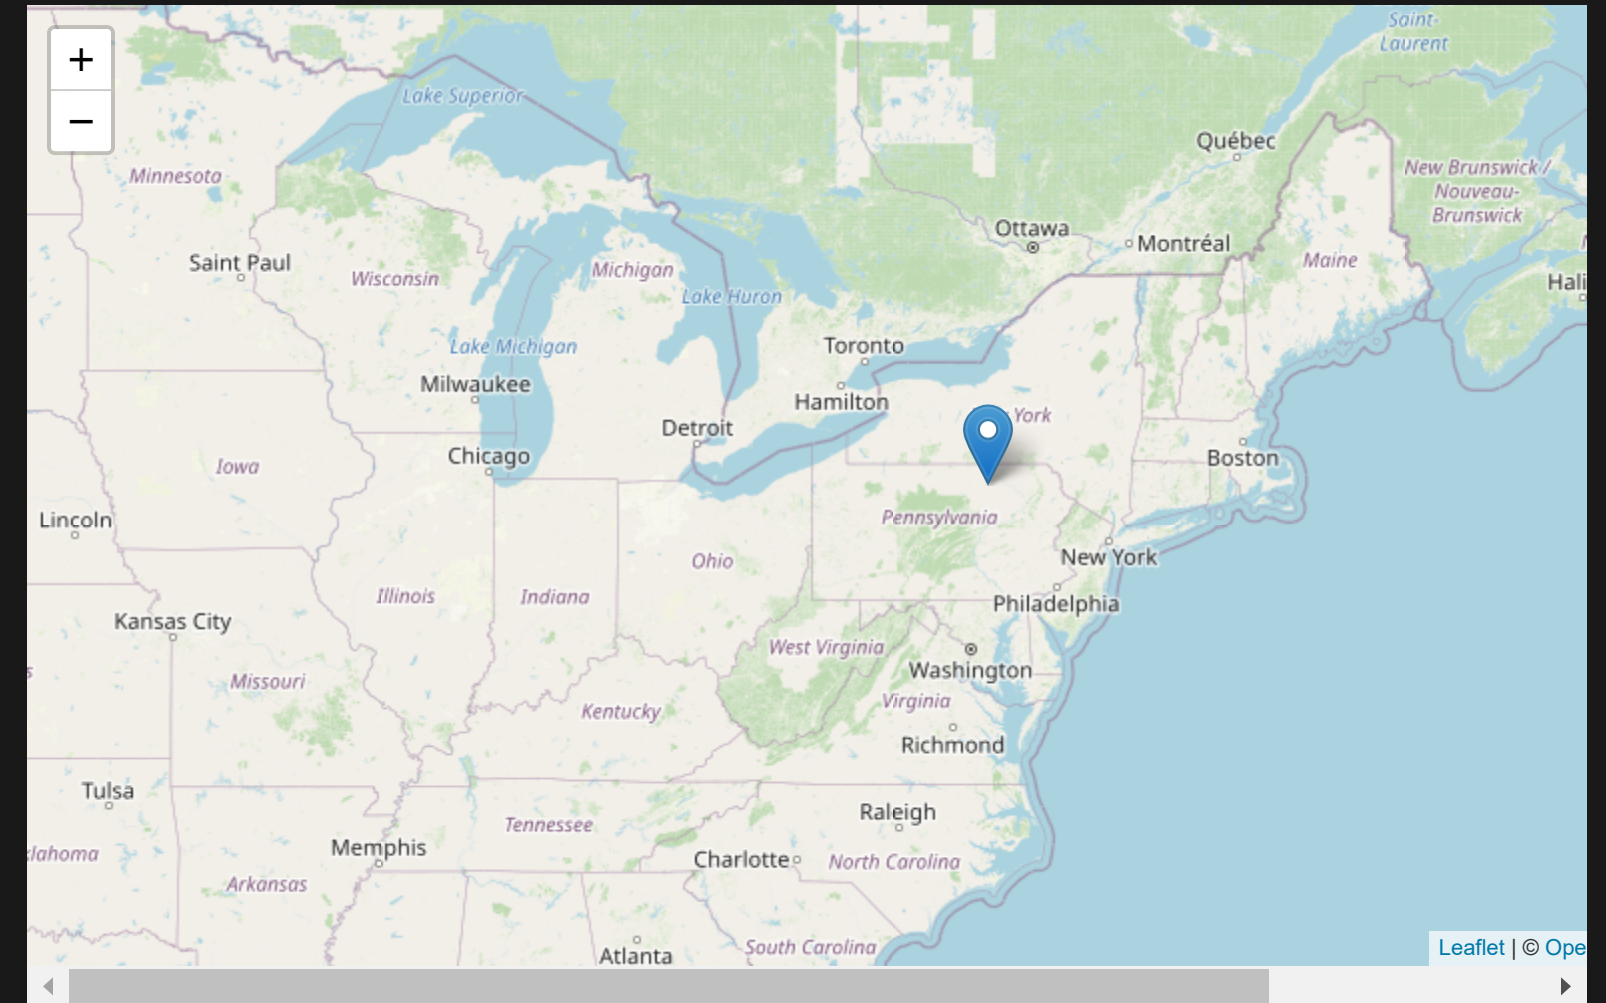 +
−
Saint-
Laurent
Lake Superior
Québec
Minnesota
New Brunswick /
Nouveau-
Brunswick
Ottawa
Montréal
Saint Paul
Wisconsin
Michigan
Maine
Hali
Lake Huron
Lake Michigan
Toronto
Milwaukee
Hamilton
York
Detroit
Chicago
Boston
Iowa
Lincoln
Pennsylvania
New York
Ohio
Illinois
Indiana
Philadelphia
Kansas City
West Virginia
Washington
s
Missouri
Virginia
Kentucky
Richmond
Tulsa
Raleigh
Tennessee
Memphis
klahoma
Charlotte
North Carolina
Arkansas
South Carolina
Atlanta
Leaflet | © Ope